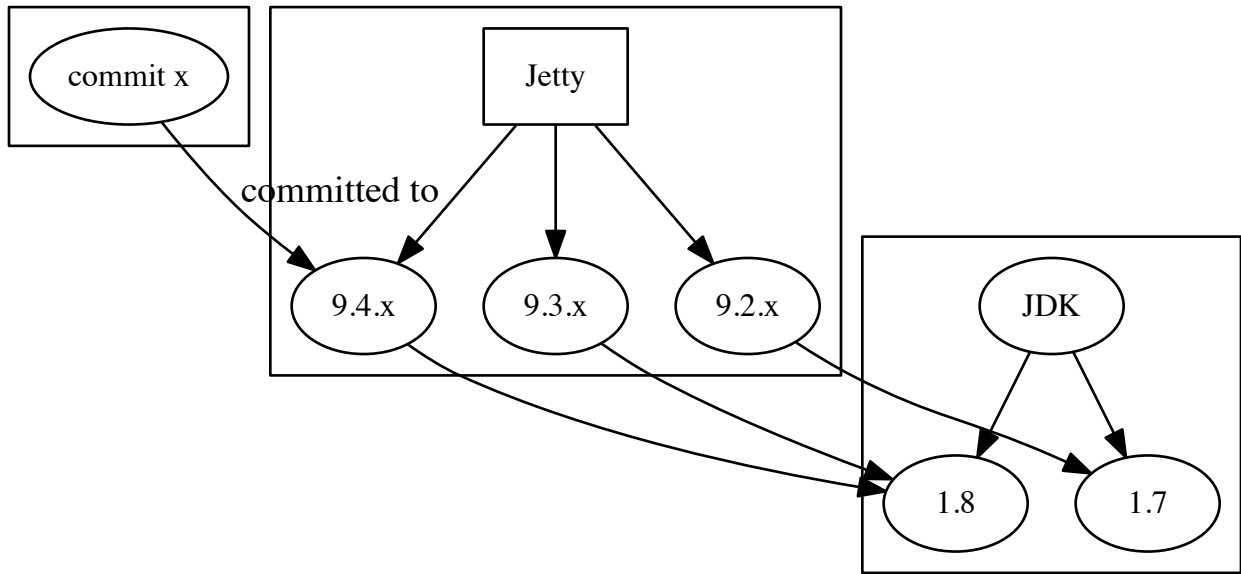 commit x
Jetty
committed to
9.4.x
9.3.x
9.2.x
JDK
1.8
1.7